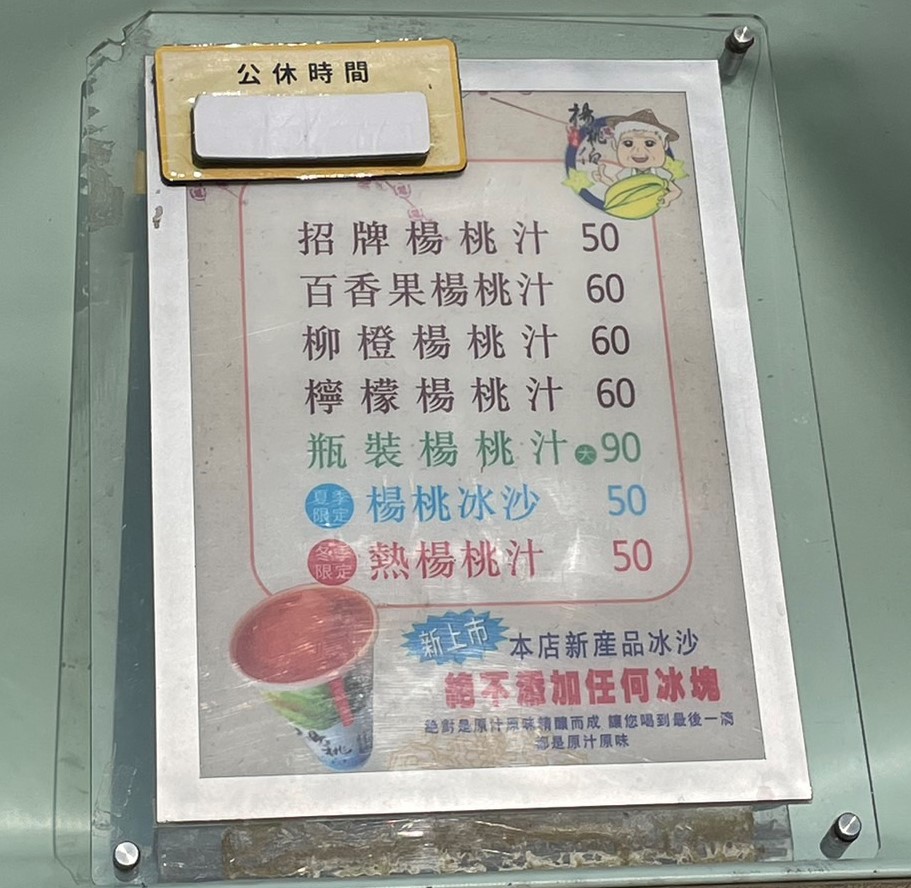 公休時間
楊桃伯
招牌楊桃汁 50
百香果楊桃汁 60
柳橙楊桃汁 60
檸檬楊桃汁 60
瓶裝楊桃汁 大 90
夏季限定 楊桃冰沙 50
冬季限定 熱楊桃汁 50
新上市 本店新產品冰沙
絕不添加任何冰塊
絕對是原汁原味精釀而成 讓您喝到最後一滴
都是原汁原味